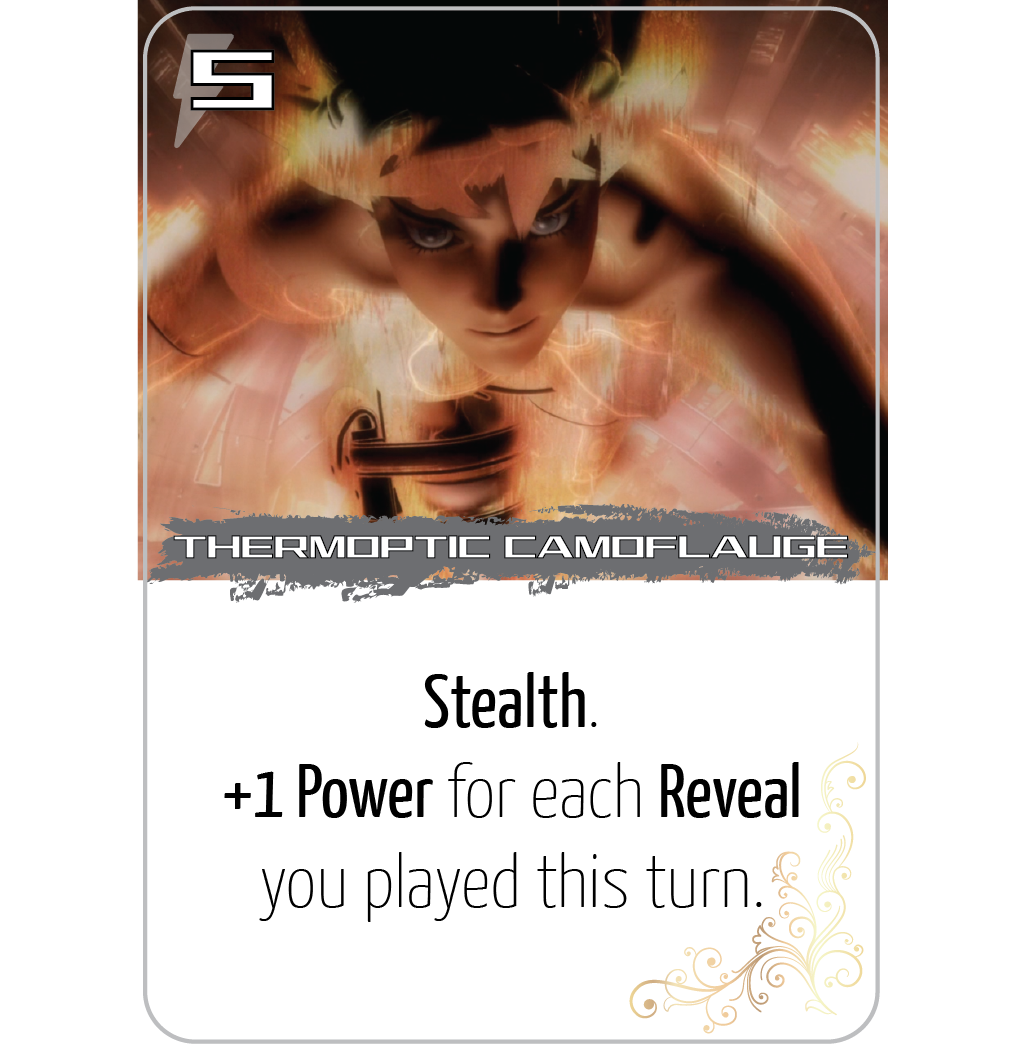 5
THERMOPTIC CAMOFLAUGE
Stealth.
+1 Power for each Reveal
you played this turn.